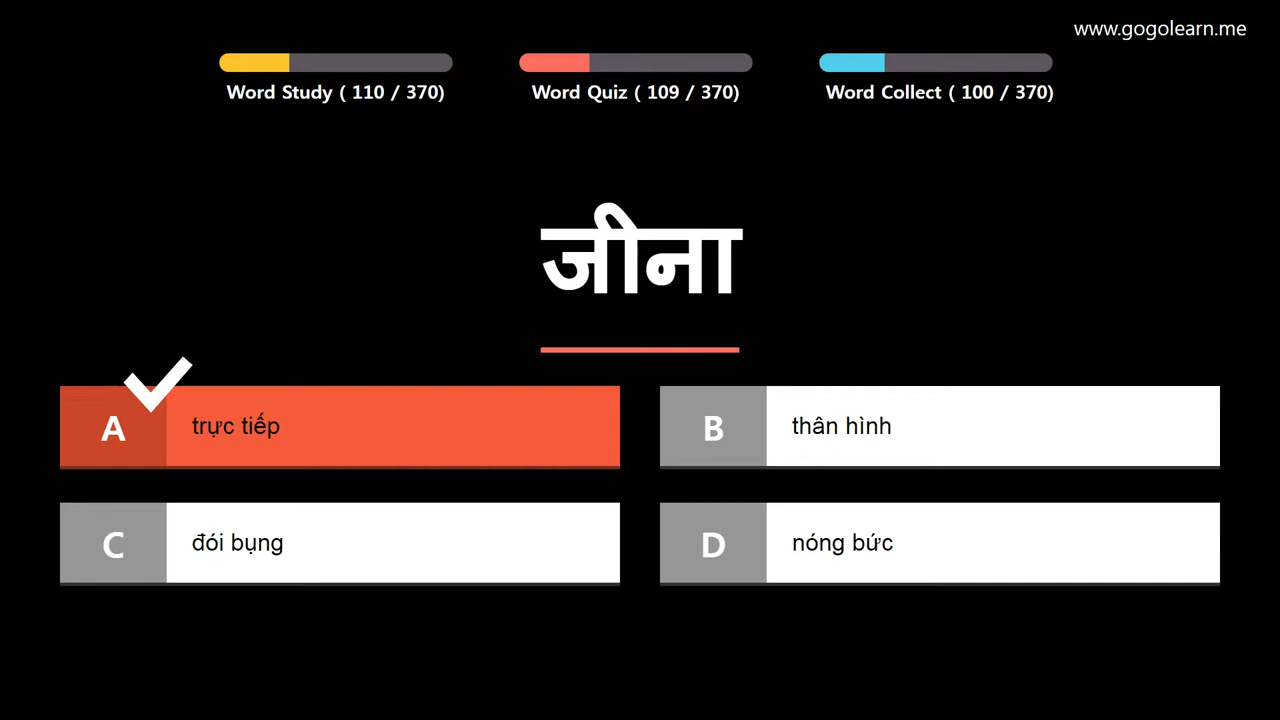 www.gogolearn.me
Word Study ( 110 / 370)
Word Quiz ( 109 / 370)
Word Collect ( 100 / 370)
जीना
A
trực tiếp
B
thân hình
C
đói bụng
D
nóng bức